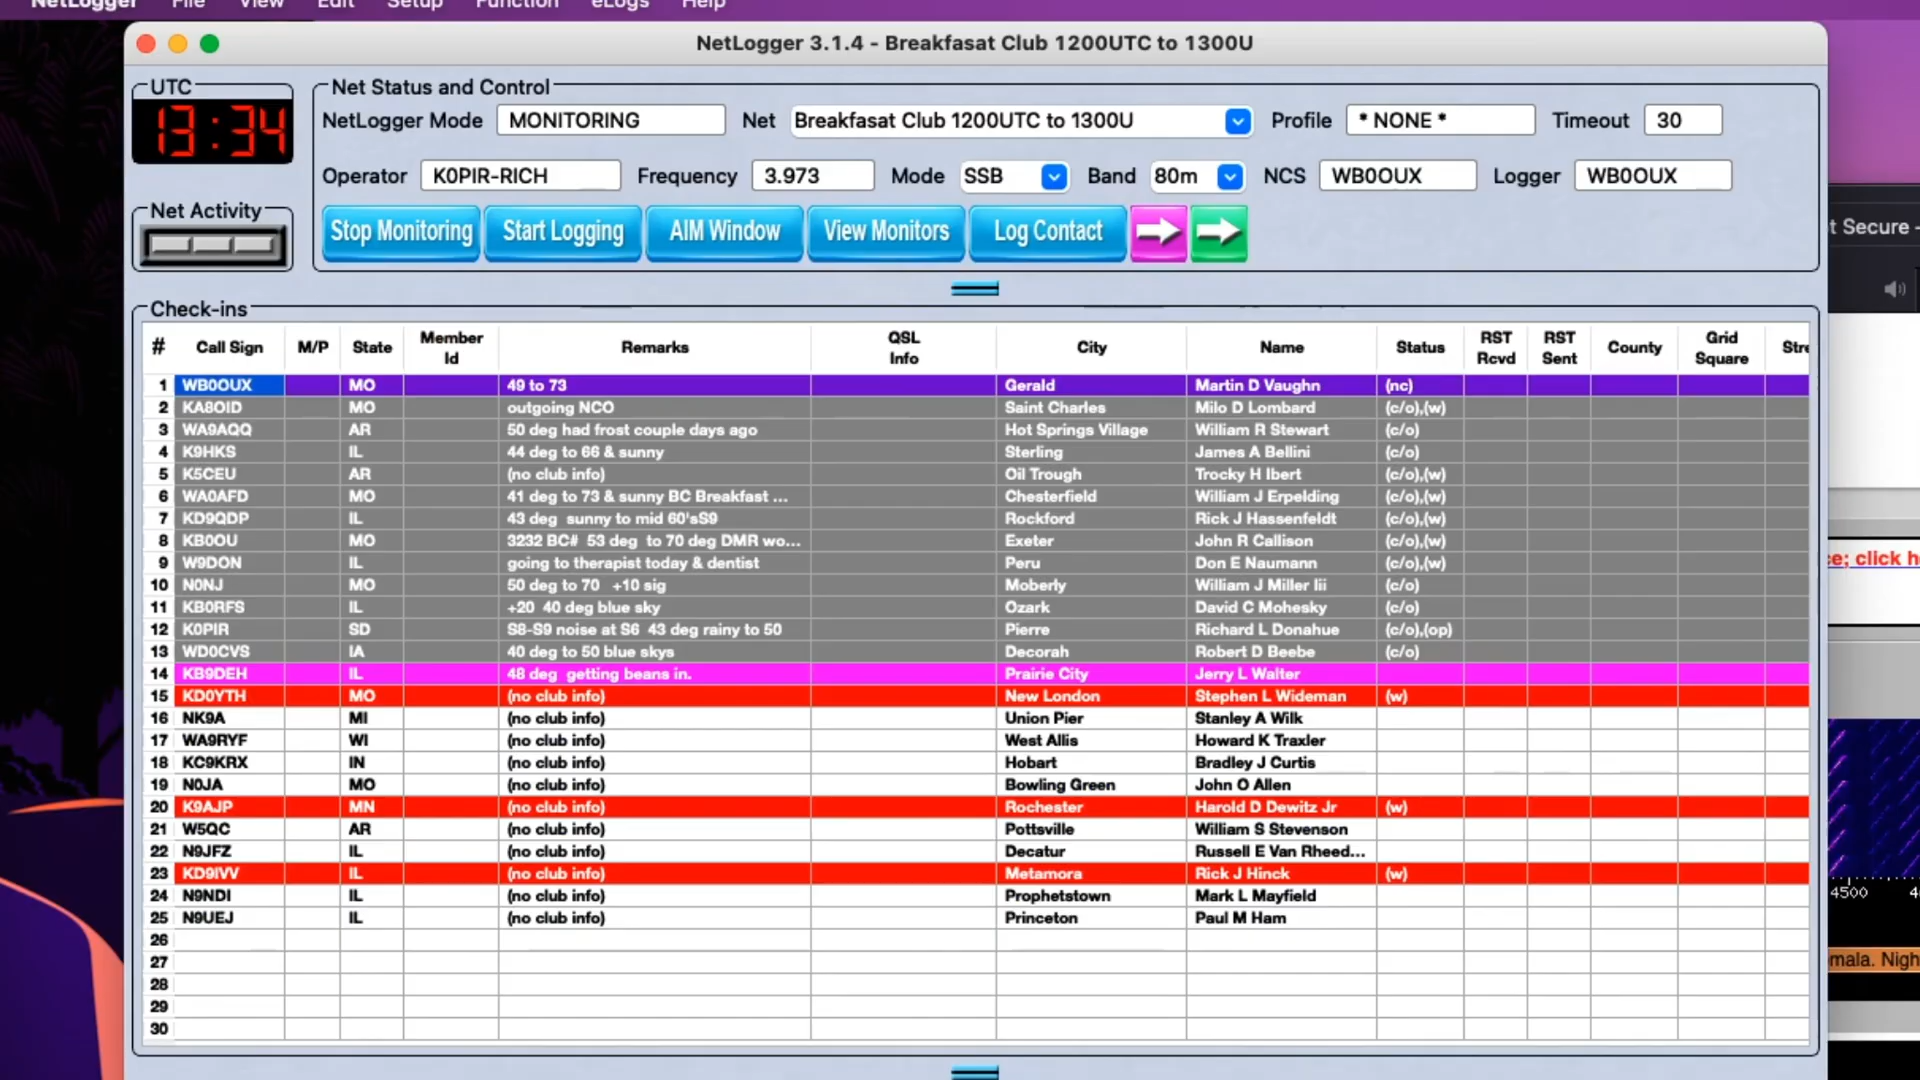 NetLogger File View Edit Setup Function eLogs Help
NetLogger 3.1.4 - Breakfasat Club 1200UTC to 1300U
UTC
13:34
Net Status and Control
NetLogger Mode MONITORING Net Breakfasat Club 1200UTC to 1300U Profile * NONE * Timeout 30
Operator K0PIR-RICH Frequency 3.973 Mode SSB Band 80m NCS WB0OUX Logger WB0OUX
Net Activity
Stop Monitoring Start Logging AIM Window View Monitors Log Contact
t Secure -
Check-ins
# Call Sign M/P State Member Id Remarks QSL Info City Name Status RST Rcvd RST Sent County Grid Square Stre
1 WB0OUX MO 49 to 73 Gerald Martin D Vaughn (nc)
2 KA8OID MO outgoing NCO Saint Charles Milo D Lombard (c/o),(w)
3 WA9AQQ AR 50 deg had frost couple days ago Hot Springs Village William R Stewart (c/o)
4 K9HKS IL 44 deg to 66 & sunny Sterling James A Bellini (c/o)
5 K5CEU AR (no club info) Oil Trough Trocky H Ibert (c/o),(w)
6 WA0AFD MO 41 deg to 73 & sunny BC Breakfast ... Chesterfield William J Erpelding (c/o),(w)
7 KD9QDP IL 43 deg sunny to mid 60'sS9 Rockford Rick J Hassenfeldt (c/o),(w)
8 KB0OU MO 3232 BC# 53 deg to 70 deg DMR wo... Exeter John R Callison (c/o),(w)
9 W9DON IL going to therapist today & dentist Peru Don E Naumann (c/o),(w)
10 N0NJ MO 50 deg to 70 +10 sig Moberly William J Miller Iii (c/o)
11 KB0RFS IL +20 40 deg blue sky Ozark David C Mohesky (c/o)
12 K0PIR SD S8-S9 noise at S6 43 deg rainy to 50 Pierre Richard L Donahue (c/o),(op)
13 WD0CVS IA 40 deg to 50 blue skys Decorah Robert D Beebe (c/o)
14 KB9DEH IL 48 deg getting beans in. Prairie City Jerry L Walter
15 KD0YTH MO (no club info) New London Stephen L Wideman (w)
16 NK9A MI (no club info) Union Pier Stanley A Wilk
17 WA9RYF WI (no club info) West Allis Howard K Traxler
18 KC9KRX IN (no club info) Hobart Bradley J Curtis
19 N0JA MO (no club info) Bowling Green John O Allen
20 K9AJP MN (no club info) Rochester Harold D Dewitz Jr (w)
21 W5QC AR (no club info) Pottsville William S Stevenson
22 N9JFZ IL (no club info) Decatur Russell E Van Rheed...
23 KD9IVV IL (no club info) Metamora Rick J Hinck (w)
24 N9NDI IL (no club info) Prophetstown Mark L Mayfield
25 N9UEJ IL (no club info) Princeton Paul M Ham
26
27
28
29
30
ce; click h
4500 4
mala. Nigh